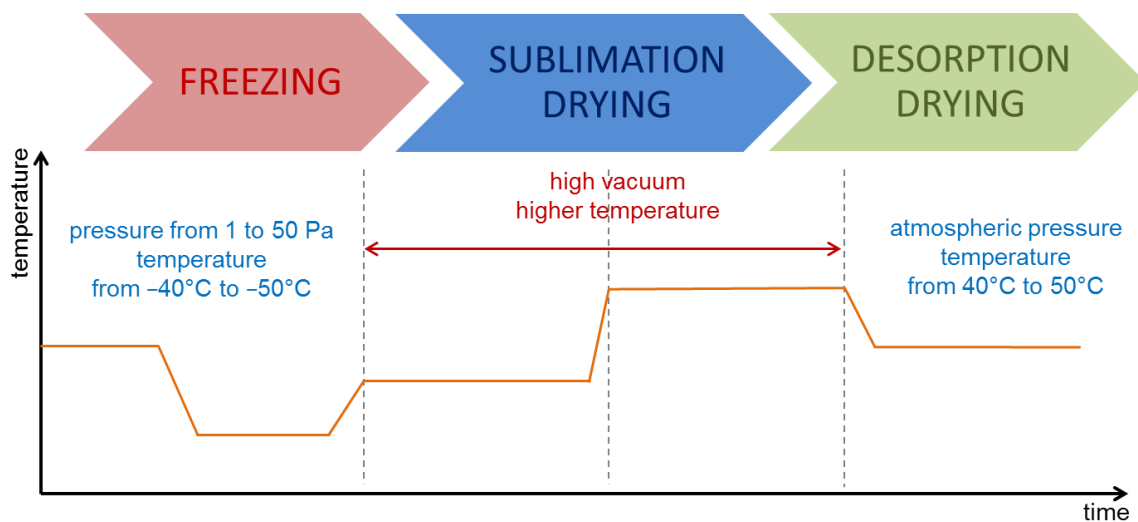 FREEZING
SUBLIMATION
DRYING
DESORPTION
DRYING
temperature
pressure from 1 to 50 Pa
temperature
from –40°C to –50°C
high vacuum
higher temperature
atmospheric pressure
temperature
from 40°C to 50°C
time